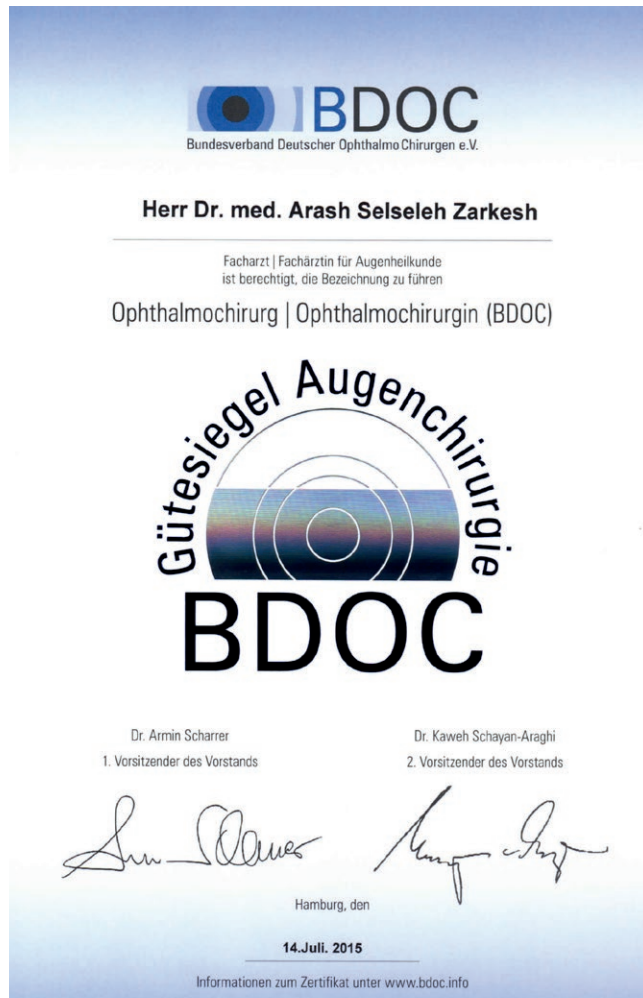 BDOC
Bundesverband Deutscher OphthalmoChirurgen e.V.
Herr Dr. med. Arash Selseleh Zarkesh
Facharzt | Fachärztin für Augenheilkunde
ist berechtigt, die Bezeichnung zu führen
Ophthalmochirurg | Ophthalmochirurgin (BDOC)
Gütesiegel Augenchirurgie
BDOC
Dr. Armin Scharrer
1. Vorsitzender des Vorstands
Dr. Kaweh Schayan-Araghi
2. Vorsitzender des Vorstands
Hamburg, den
14.Juli. 2015
Informationen zum Zertifikat unter www.bdoc.info